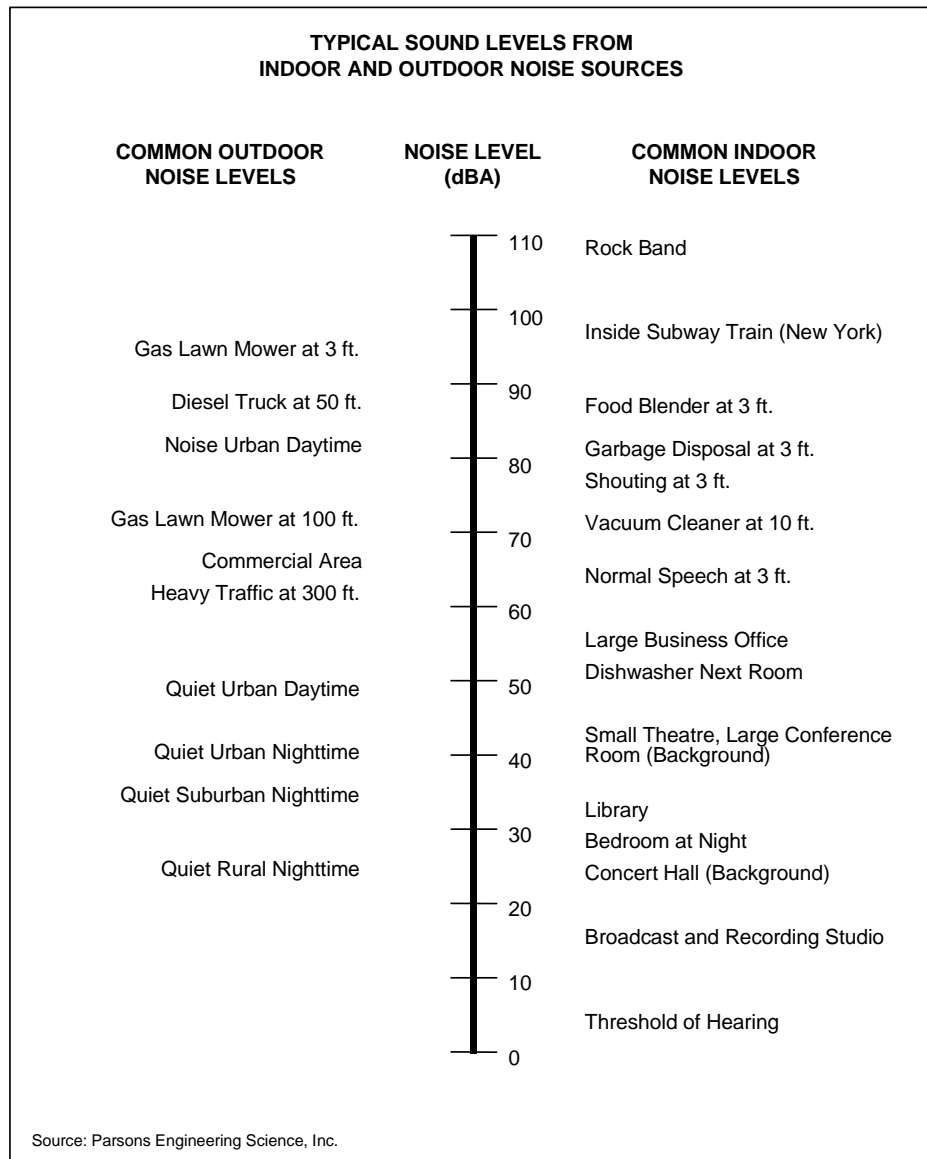 TYPICAL SOUND LEVELS FROM
INDOOR AND OUTDOOR NOISE SOURCES
COMMON OUTDOOR
NOISE LEVELS
NOISE LEVEL
(dBA)
COMMON INDOOR
NOISE LEVELS
110
Rock Band
100
Inside Subway Train (New York)
Gas Lawn Mower at 3 ft.
90
Diesel Truck at 50 ft.
Food Blender at 3 ft.
Noise Urban Daytime
Garbage Disposal at 3 ft.
80
Shouting at 3 ft.
Gas Lawn Mower at 100 ft.
Vacuum Cleaner at 10 ft.
70
Commercial Area
Normal Speech at 3 ft.
Heavy Traffic at 300 ft.
60
Large Business Office
Dishwasher Next Room
Quiet Urban Daytime
50
Small Theatre, Large Conference
Room (Background)
Quiet Urban Nighttime
40
Quiet Suburban Nighttime
Library
30
Bedroom at Night
Quiet Rural Nighttime
Concert Hall (Background)
20
Broadcast and Recording Studio
10
Threshold of Hearing
0
Source: Parsons Engineering Science, Inc.